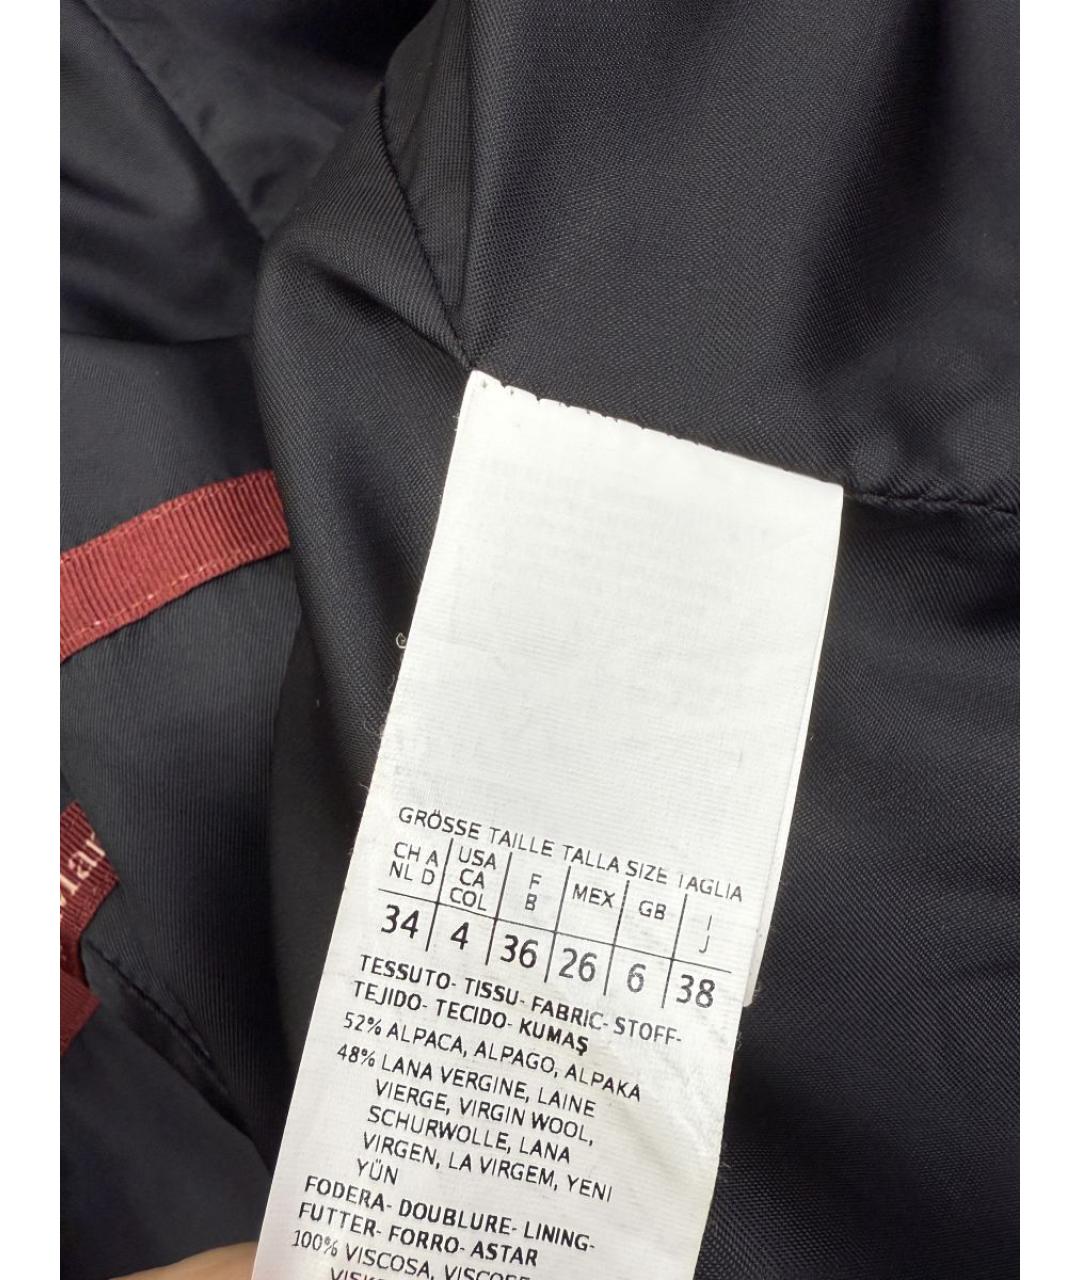 GRÖSSE TAILLE TALLA SIZE TAGLIA
CH A NL D | USA CA COL | F B | MEX | GB | I J
34 | 4 | 36 | 26 | 6 | 38
TESSUTO- TISSU- FABRIC- STOFF-
TEJIDO- TECIDO- KUMAŞ
52% ALPACA, ALPAGO, ALPAKA
48% LANA VERGINE, LAINE
VIERGE, VIRGIN WOOL,
SCHURWOLLE, LANA
VIRGEN, LA VIRGEM, YENI
YÜN
FODERA- DOUBLURE- LINING-
FUTTER- FORRO- ASTAR
100% VISCOSA, VISCOSE